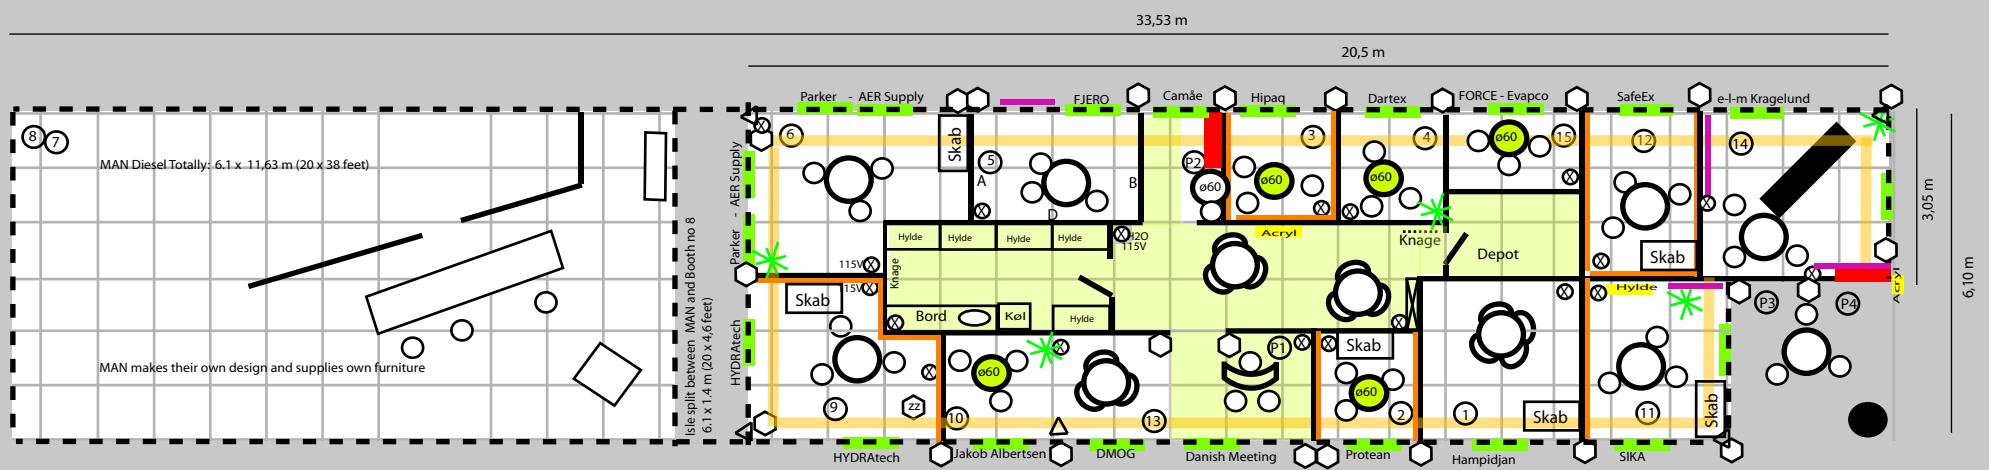 33,53 m
20,5 m
Parker - AER Supply
FJERO
Camåe
Hipaq
Dartex
FORCE - Evapco
SafeEx
e-l-m Kragelund
8
7
MAN Diesel Totally: 6.1 x 11,63 m (20 x 38 feet)
MAN makes their own design and supplies own furniture
Isle split between MAN and Booth no 8
6.1 x 1.4 m (20 x 4,6 feet)
Parker - AER Supply
HYDRAtech
6
Skab
5
A
B
D
P2
ø60
3
ø60
4
ø60
15
ø60
12
Skab
14
3,05 m
6,10 m
Hylde
Hylde
Hylde
Hylde
H2O
115V
Acryl
Knage
Depot
115V
115V
Knage
Skab
Bord
Køl
Hylde
Hylde
P3
P4
Acryl
9
zz
10
ø60
13
P1
Skab
ø60
2
1
Skab
11
Skab
HYDRAtech
Jakob Albertsen
DMOG
Danish Meeting
Protean
Hampidjan
SIKA